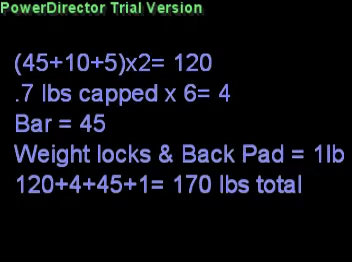 PowerDirector Trial Version
(45+10+5)x2= 120
.7 lbs capped x 6= 4
Bar = 45
Weight locks & Back Pad = 1lb
120+4+45+1= 170 lbs total